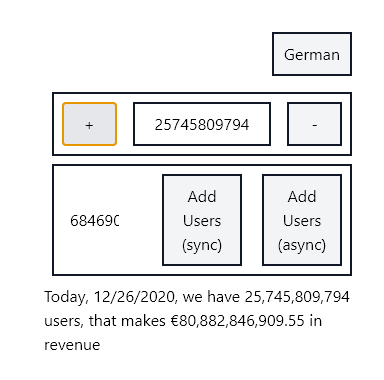 German
+ 25745809794 -
684690
Add
Users
(sync)
Add
Users
(async)
Today, 12/26/2020, we have 25,745,809,794
users, that makes €80,882,846,909.55 in
revenue